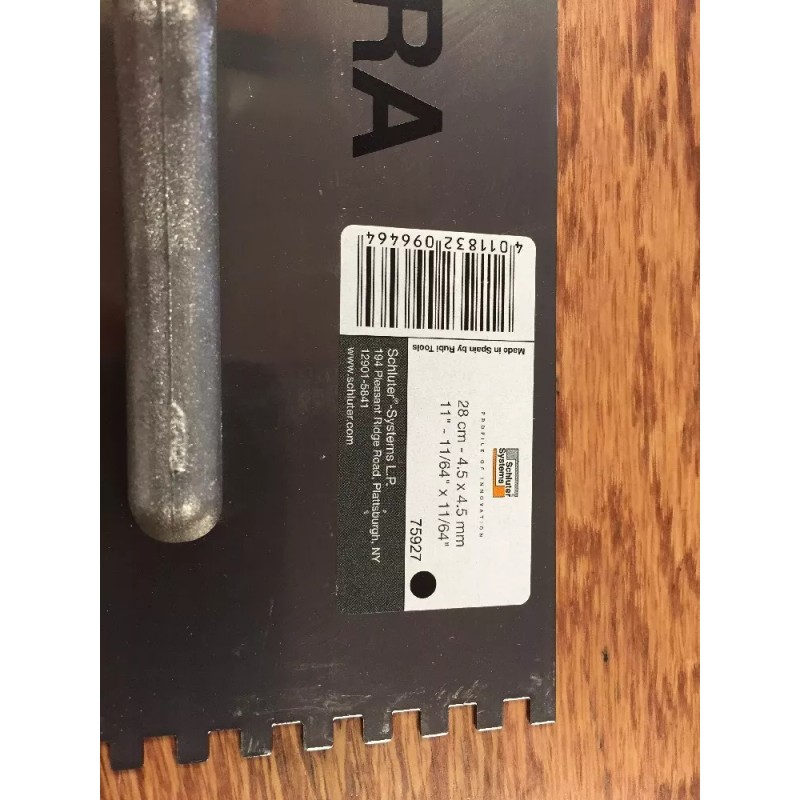 RA
4 011832 096464
Made in Spain by Rubi Tools
Schluter
Systems
PROFILE OF INNOVATION
28 cm - 4.5 x 4.5 mm
11" - 11/64" x 11/64"
75927
Schluter®-Systems L.P.
194 Pleasant Ridge Road, Plattsburgh, NY
12901-5841
www.schluter.com